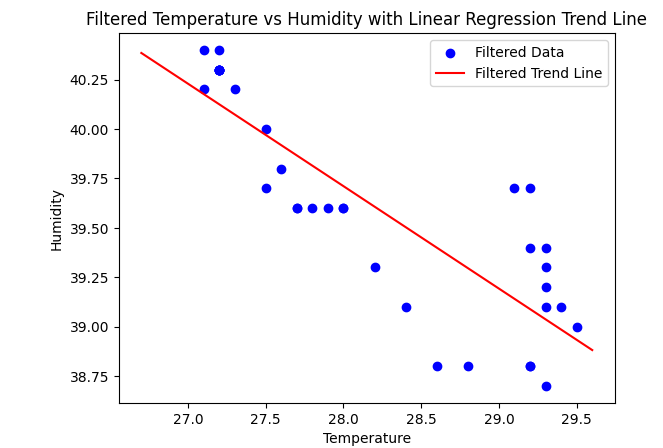 Filtered Temperature vs Humidity with Linear Regression Trend Line
Filtered Data
Filtered Trend Line
40.25
40.00
39.75
39.50
39.25
39.00
38.75
Humidity
27.0 27.5 28.0 28.5 29.0 29.5
Temperature